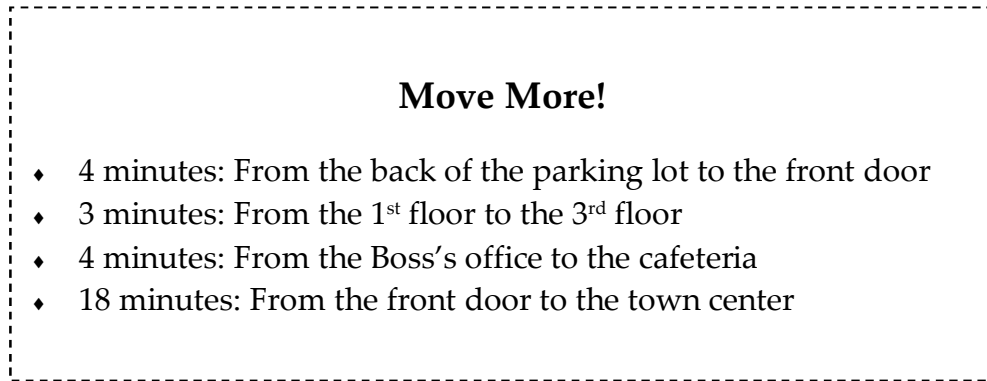 Move More!
⬧ 4 minutes: From the back of the parking lot to the front door
⬧ 3 minutes: From the 1st floor to the 3rd floor
⬧ 4 minutes: From the Boss’s office to the cafeteria
⬧ 18 minutes: From the front door to the town center